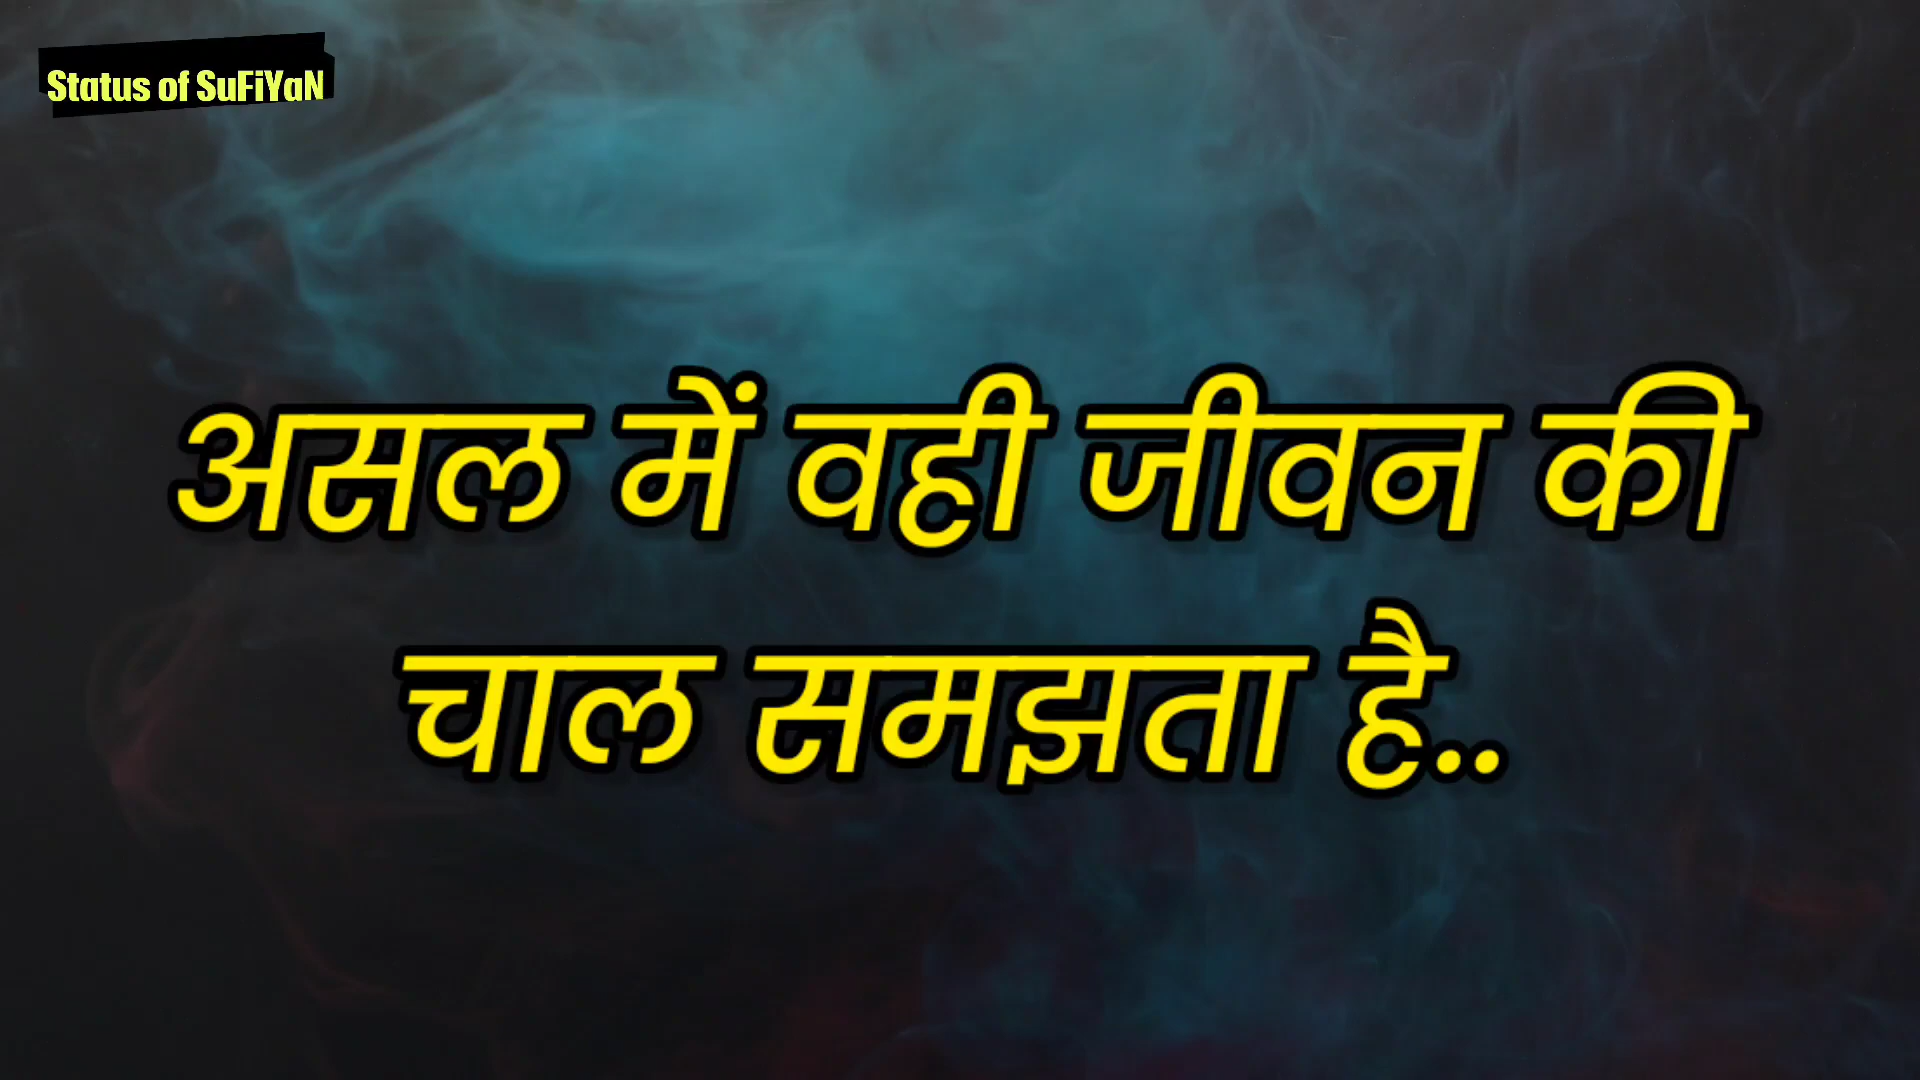 Status of SuFiYaN
असल में वही जीवन की
चाल समझता है..